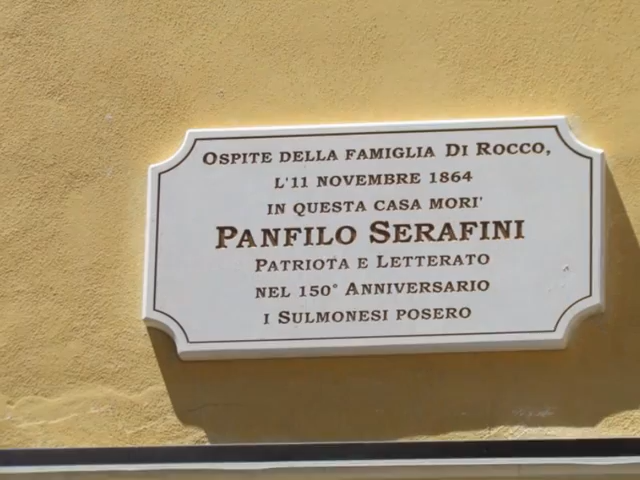 Ospite della famiglia Di Rocco,
l'11 novembre 1864
in questa casa mori'
Panfilo Serafini
Patriota e Letterato
nel 150° Anniversario
i Sulmonesi posero